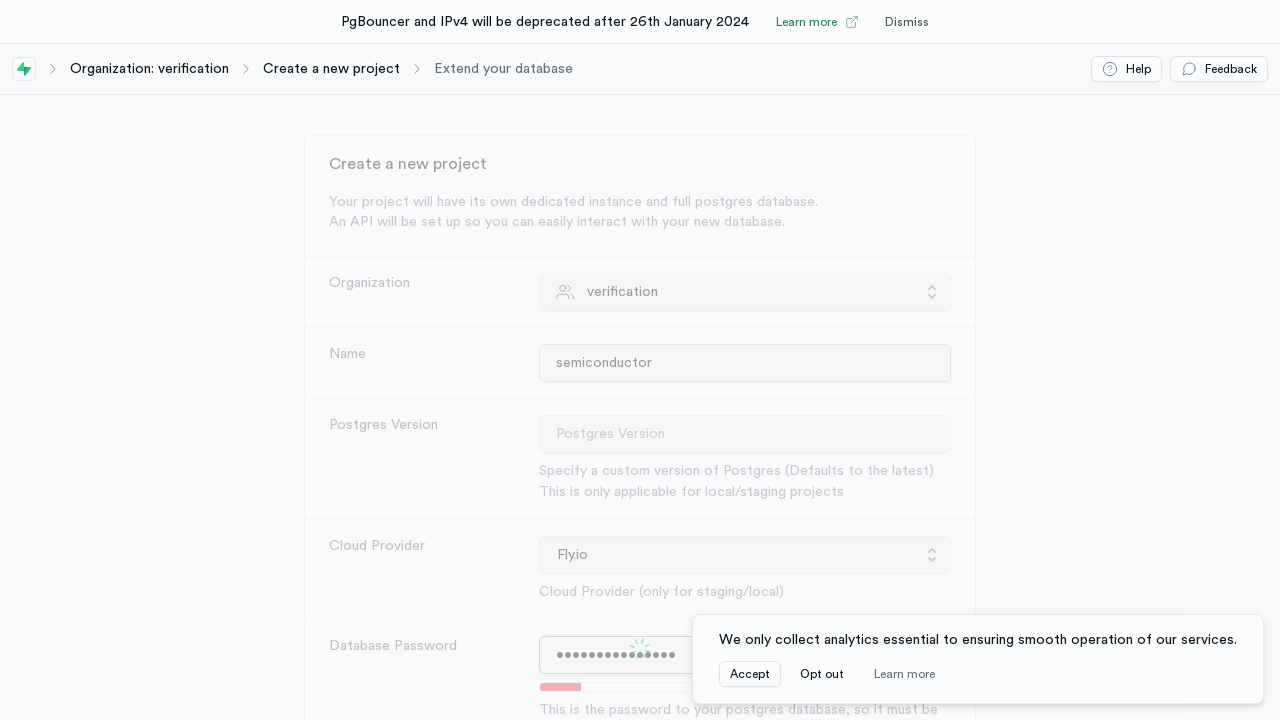 PgBouncer and IPv4 will be deprecated after 26th January 2024 Learn more Dismiss
Organization: verification Create a new project Extend your database Help Feedback
Create a new project
Your project will have its own dedicated instance and full postgres database.
An API will be set up so you can easily interact with your new database.
Organization
verification
Name
semiconductor
Postgres Version
Postgres Version
Specify a custom version of Postgres (Defaults to the latest)
This is only applicable for local/staging projects
Cloud Provider
Fly.io
Cloud Provider (only for staging/local)
Database Password
••••••••••••••••
This is the password to your postgres database, so it must be
We only collect analytics essential to ensuring smooth operation of our services.
Accept Opt out Learn more